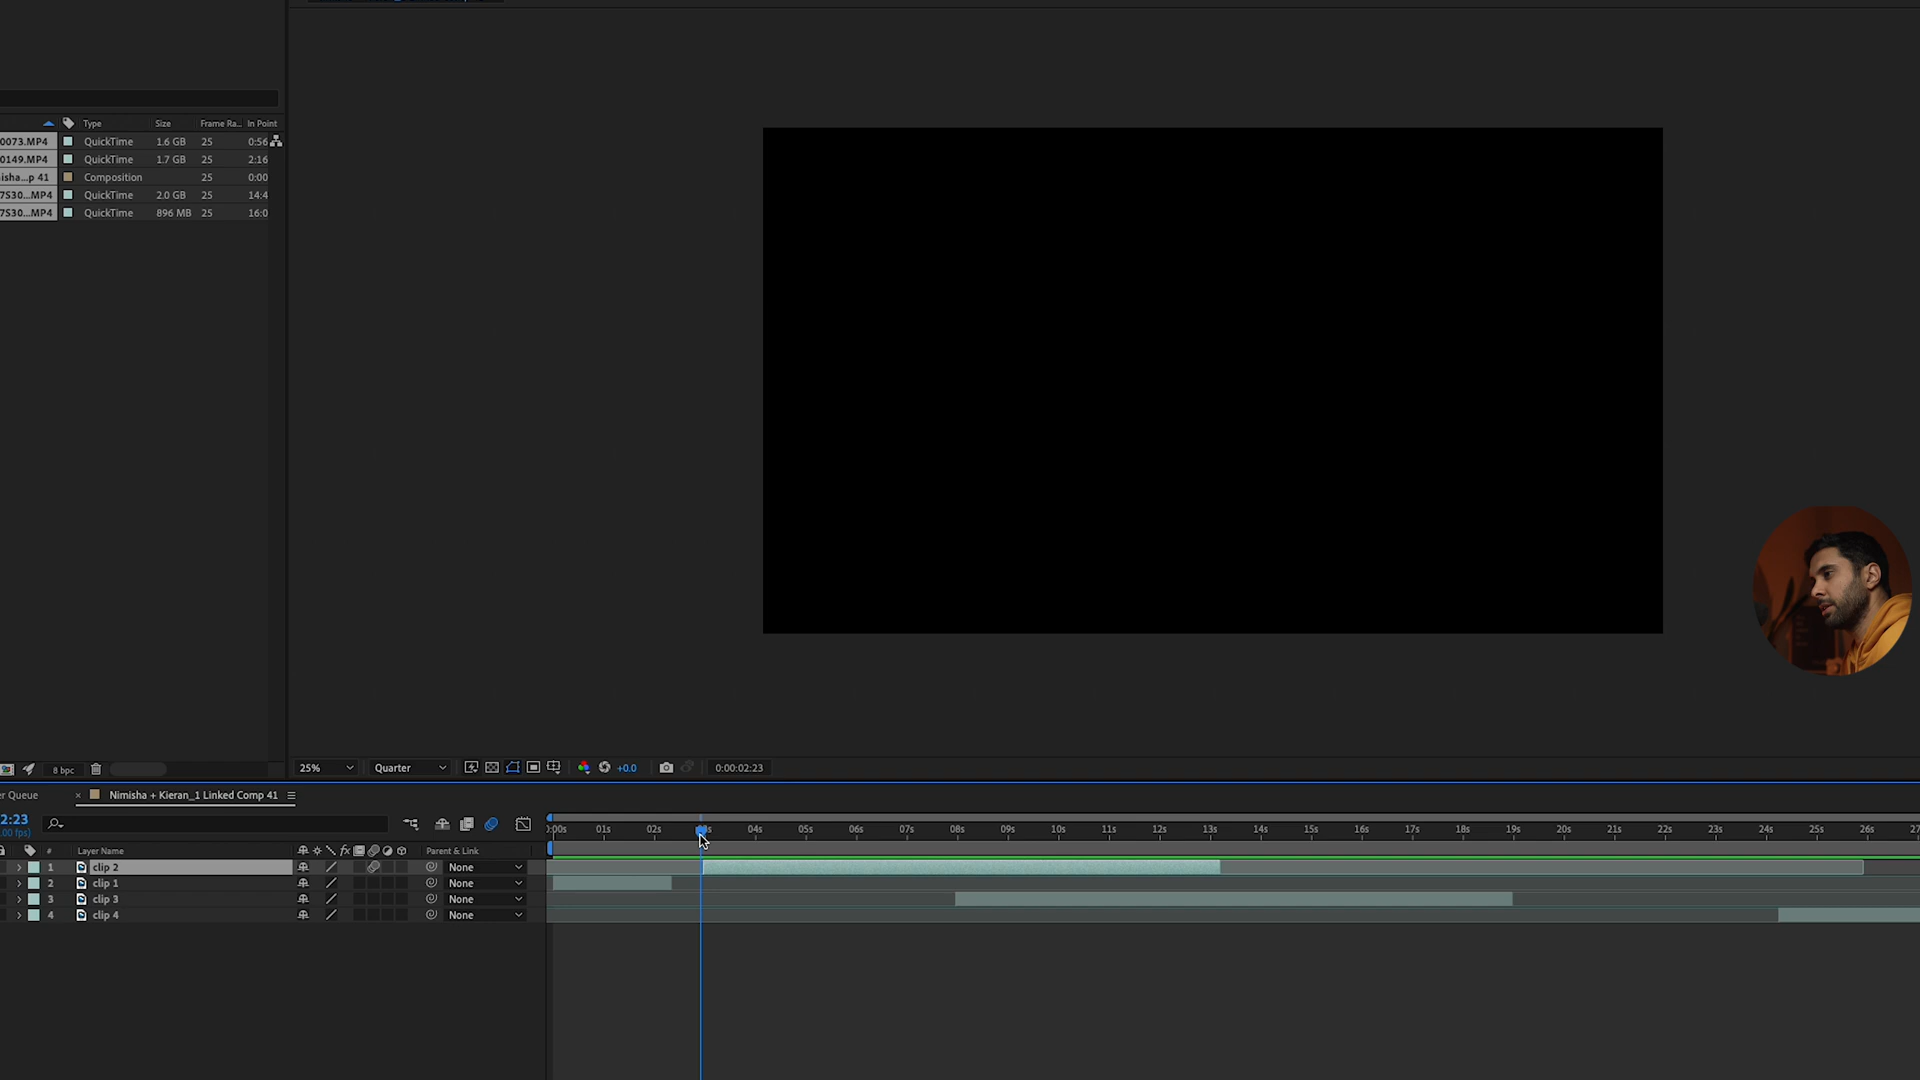 Type Size Frame Ra... In Point
0073.MP4 QuickTime 1.6 GB 25 0:56
0149.MP4 QuickTime 1.7 GB 25 2:16
isha...p 41 Composition 25 0:00
7S30...MP4 QuickTime 2.0 GB 25 14:4
7S30...MP4 QuickTime 896 MB 25 16:0
8 bpc
25% Quarter +0.0 0:00:02:23
er Queue × Nimisha + Kieran_1 Linked Comp 41
2:23
.00 fps)
:00s 01s 02s 04s 05s 06s 07s 08s 09s 10s 11s 12s 13s 14s 15s 16s 17s 18s 19s 20s 21s 22s 23s 24s 25s 26s 27
# Layer Name fx Parent & Link
1 clip 2 None
2 clip 1 None
3 clip 3 None
4 clip 4 None